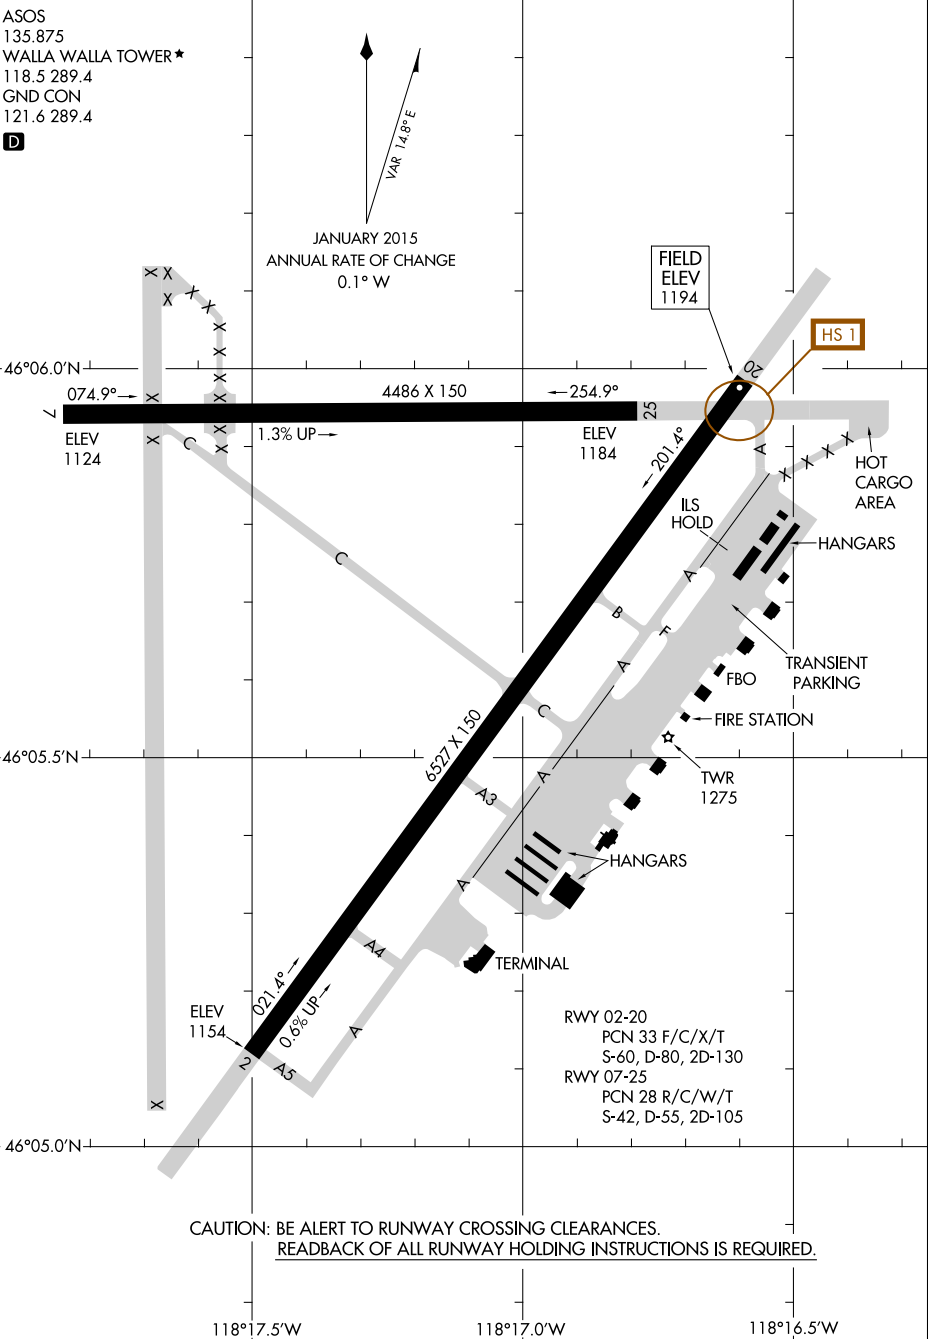 ASOS
135.875
WALLA WALLA TOWER★
118.5 289.4
GND CON
121.6 289.4
D
VAR 14.8° E
JANUARY 2015
ANNUAL RATE OF CHANGE
0.1° W
FIELD
ELEV
1194
HS 1
X X
X X X
X
X
X
46°06.0'N
20
074.9°
4486 X 150
254.9°
X X
7
25
ELEV
1124
X
C
X
X
1.3% UP
ELEV
1184
201.4°
A
X X X X
HOT
CARGO
AREA
ILS
HOLD
HANGARS
C
A
B
F
A
TRANSIENT
PARKING
FBO
C
FIRE STATION
6527 X 150
46°05.5'N
A
TWR
1275
A3
HANGARS
A
A4
TERMINAL
021.4°
0.6% UP
ELEV
1154
A
2
A5
RWY 02-20
PCN 33 F/C/X/T
S-60, D-80, 2D-130
RWY 07-25
PCN 28 R/C/W/T
S-42, D-55, 2D-105
X
46°05.0'N
CAUTION: BE ALERT TO RUNWAY CROSSING CLEARANCES.
READBACK OF ALL RUNWAY HOLDING INSTRUCTIONS IS REQUIRED.
118°17.5'W
118°17.0'W
118°16.5'W